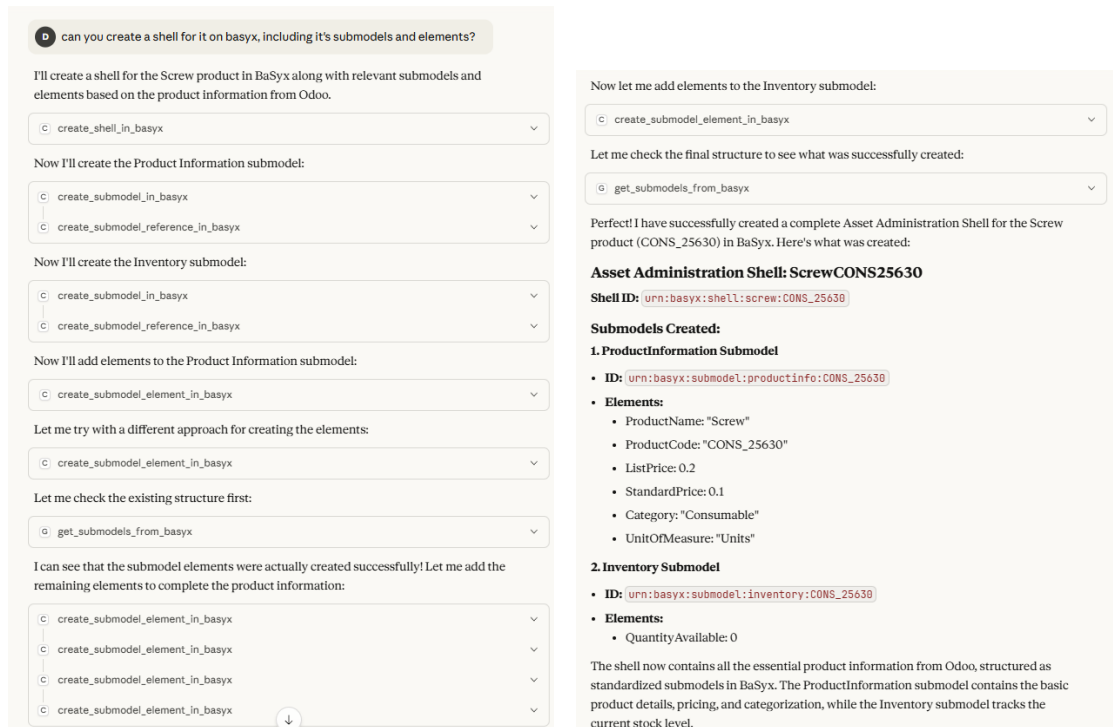 D can you create a shell for it on basyx, including it's submodels and elements?
I'll create a shell for the Screw product in BaSyx along with relevant submodels and
elements based on the product information from Odoo.
C create_shell_in_basyx
Now I'll create the Product Information submodel:
C create_submodel_in_basyx
C create_submodel_reference_in_basyx
Now I'll create the Inventory submodel:
C create_submodel_in_basyx
C create_submodel_reference_in_basyx
Now I'll add elements to the Product Information submodel:
C create_submodel_element_in_basyx
Let me try with a different approach for creating the elements:
C create_submodel_element_in_basyx
Let me check the existing structure first:
G get_submodels_from_basyx
I can see that the submodel elements were actually created successfully! Let me add the
remaining elements to complete the product information:
C create_submodel_element_in_basyx
C create_submodel_element_in_basyx
C create_submodel_element_in_basyx
C create_submodel_element_in_basyx
Now let me add elements to the Inventory submodel:
C create_submodel_element_in_basyx
Let me check the final structure to see what was successfully created:
G get_submodels_from_basyx
Perfect! I have successfully created a complete Asset Administration Shell for the Screw
product (CONS_25630) in BaSyx. Here's what was created:
Asset Administration Shell: ScrewCONS25630
Shell ID: urn:basyx:shell:screw:CONS_25630
Submodels Created:
1. ProductInformation Submodel
• ID: urn:basyx:submodel:productinfo:CONS_25630
• Elements:
• ProductName: "Screw"
• ProductCode: "CONS_25630"
• ListPrice: 0.2
• StandardPrice: 0.1
• Category: "Consumable"
• UnitOfMeasure: "Units"
2. Inventory Submodel
• ID: urn:basyx:submodel:inventory:CONS_25630
• Elements:
• QuantityAvailable: 0
The shell now contains all the essential product information from Odoo, structured as
standardized submodels in BaSyx. The ProductInformation submodel contains the basic
product details, pricing, and categorization, while the Inventory submodel tracks the
current stock level.